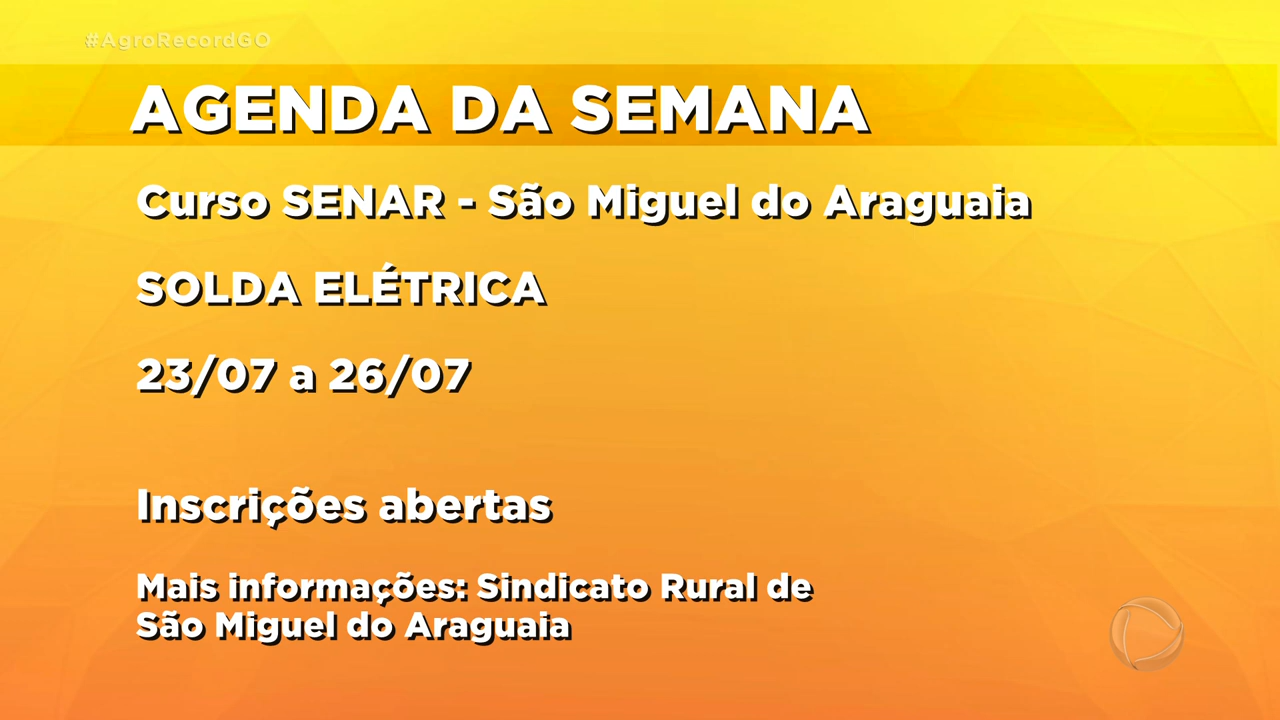 #AgroRecordGO
AGENDA DA SEMANA
Curso SENAR - São Miguel do Araguaia
SOLDA ELÉTRICA
23/07 a 26/07
Inscrições abertas
Mais informações: Sindicato Rural de
São Miguel do Araguaia